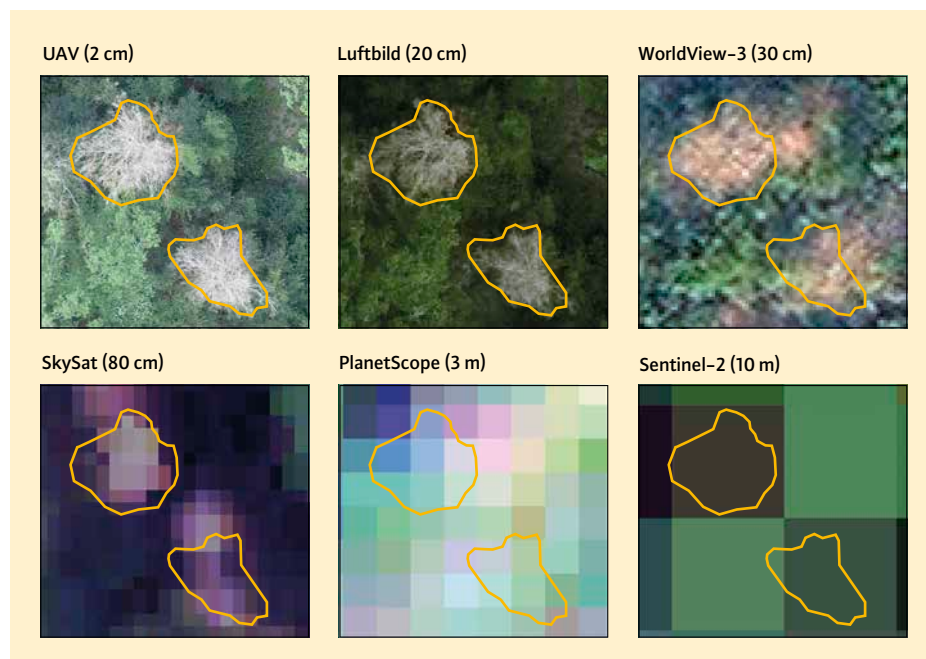 UAV (2 cm)
Luftbild (20 cm)
WorldView-3 (30 cm)
SkySat (80 cm)
PlanetScope (3 m)
Sentinel-2 (10 m)